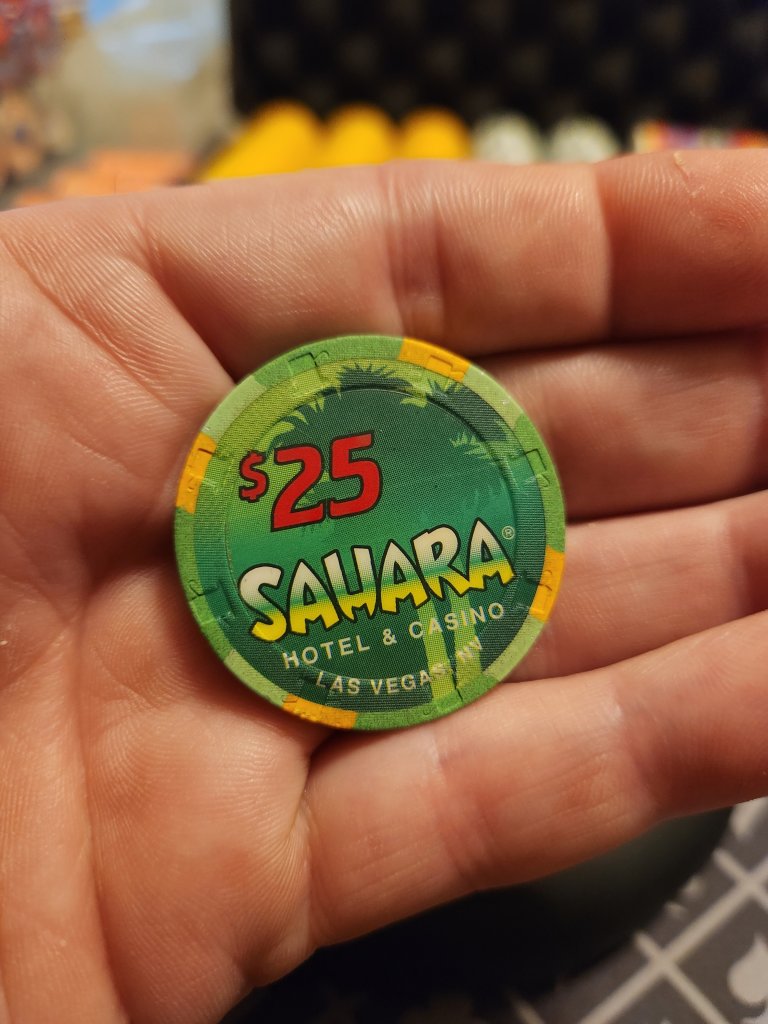 $25
SAHARA®
HOTEL & CASINO
LAS VEGAS, NV